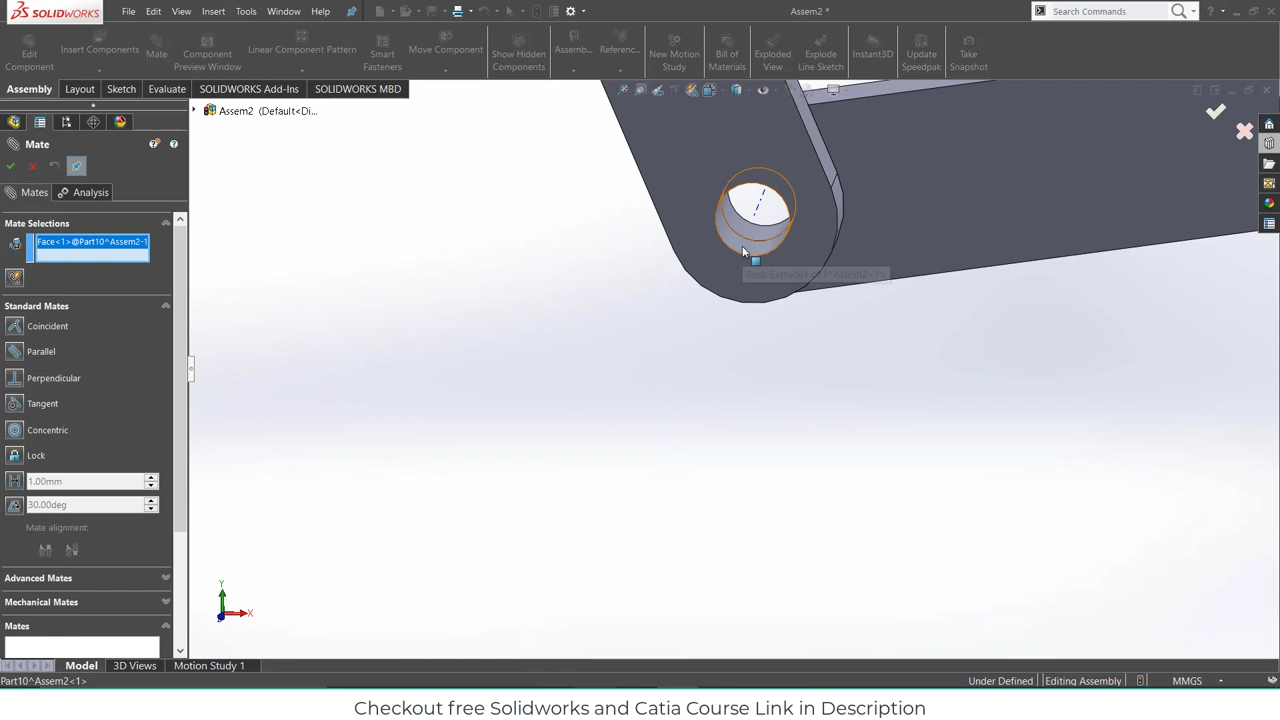 SOLIDWORKS File Edit View Insert Tools Window Help Assem2 * Search Commands
Edit Component Insert Components Mate Component Preview Window Linear Component Pattern Smart Fasteners Move Component Show Hidden Components Assemb... Referenc... New Motion Study Bill of Materials Exploded View Explode Line Sketch Instant3D Update Speedpak Take Snapshot
Assembly Layout Sketch Evaluate SOLIDWORKS Add-Ins SOLIDWORKS MBD
Assem2 (Default<Di...
Mate
Mates Analysis
Mate Selections
Face<1>@Part10^Assem2-1
Standard Mates
Coincident
Parallel
Perpendicular
Tangent
Concentric
Lock
1.00mm
30.00deg
Mate alignment:
Advanced Mates
Mechanical Mates
Mates
Y
X
Model 3D Views Motion Study 1
Part10^Assem2<1> Under Defined Editing Assembly MMGS
Checkout free Solidworks and Catia Course Link in Description